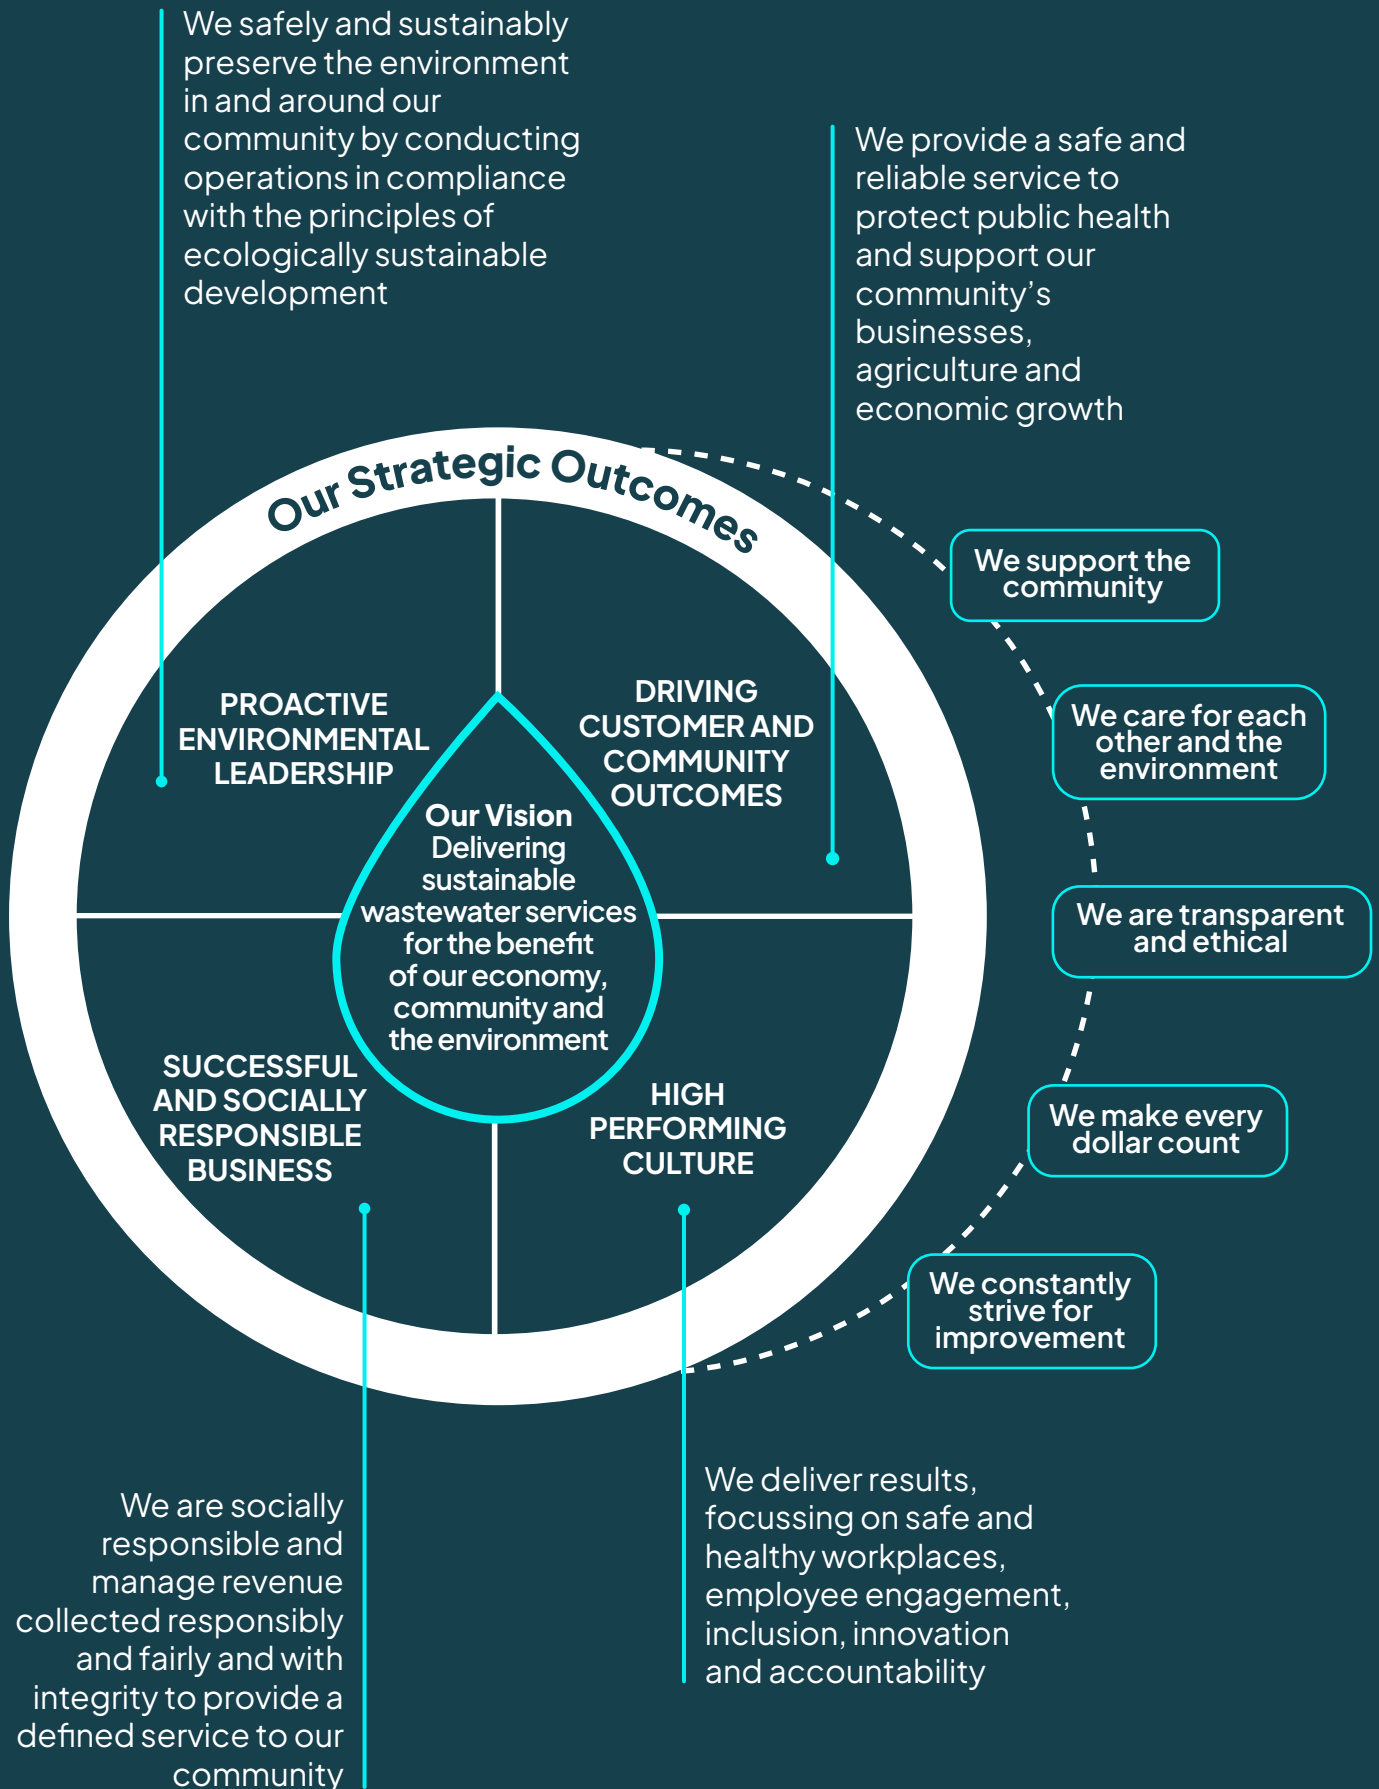 We safely and sustainably
preserve the environment
in and around our
community by conducting
operations in compliance
with the principles of
ecologically sustainable
development
We provide a safe and
reliable service to
protect public health
and support our
community’s
businesses,
agriculture and
economic growth
Our Strategic Outcomes
PROACTIVE
ENVIRONMENTAL
LEADERSHIP
DRIVING
CUSTOMER AND
COMMUNITY
OUTCOMES
Our Vision
Delivering
sustainable
wastewater services
for the benefit
of our economy,
community and
the environment
SUCCESSFUL
AND SOCIALLY
RESPONSIBLE
BUSINESS
HIGH
PERFORMING
CULTURE
We support the
community
We care for each
other and the
environment
We are transparent
and ethical
We make every
dollar count
We constantly
strive for
improvement
We are socially
responsible and
manage revenue
collected responsibly
and fairly and with
integrity to provide a
defined service to our
community
We deliver results,
focussing on safe and
healthy workplaces,
employee engagement,
inclusion, innovation
and accountability